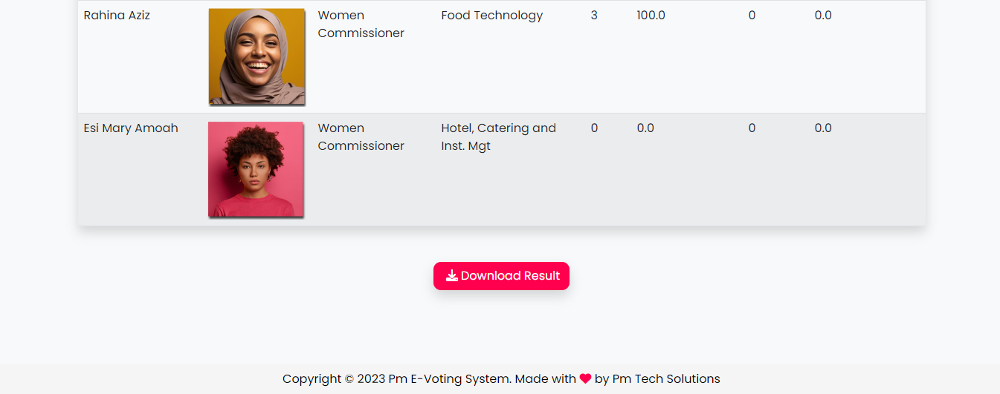 Rahina Aziz Women Food Technology 3 100.0 0 0.0
Commissioner
Esi Mary Amoah Women Hotel, Catering and 0 0.0 0 0.0
Commissioner Inst. Mgt
Download Result
Copyright © 2023 Pm E-Voting System. Made with ❤ by Pm Tech Solutions